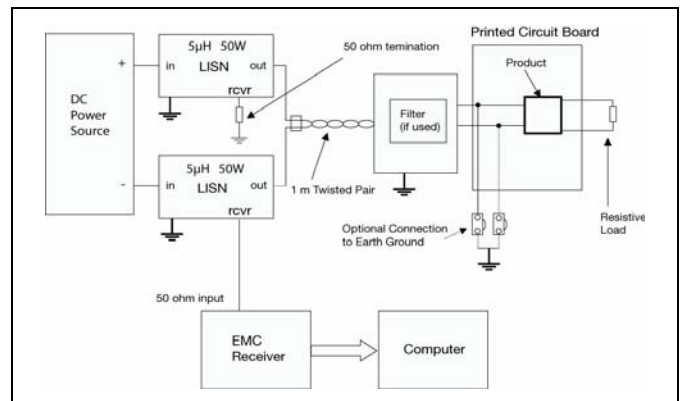 Printed Circuit Board
5µH 50W
LISN
in
out
rcvr
50 ohm temination
Product
DC
Power
Source
+
-
Filter
(if used)
5µH 50W
LISN
in
out
rcvr
1 m Twisted Pair
Optional Connection
to Earth Ground
Resistive
Load
50 ohm input
EMC
Receiver
Computer